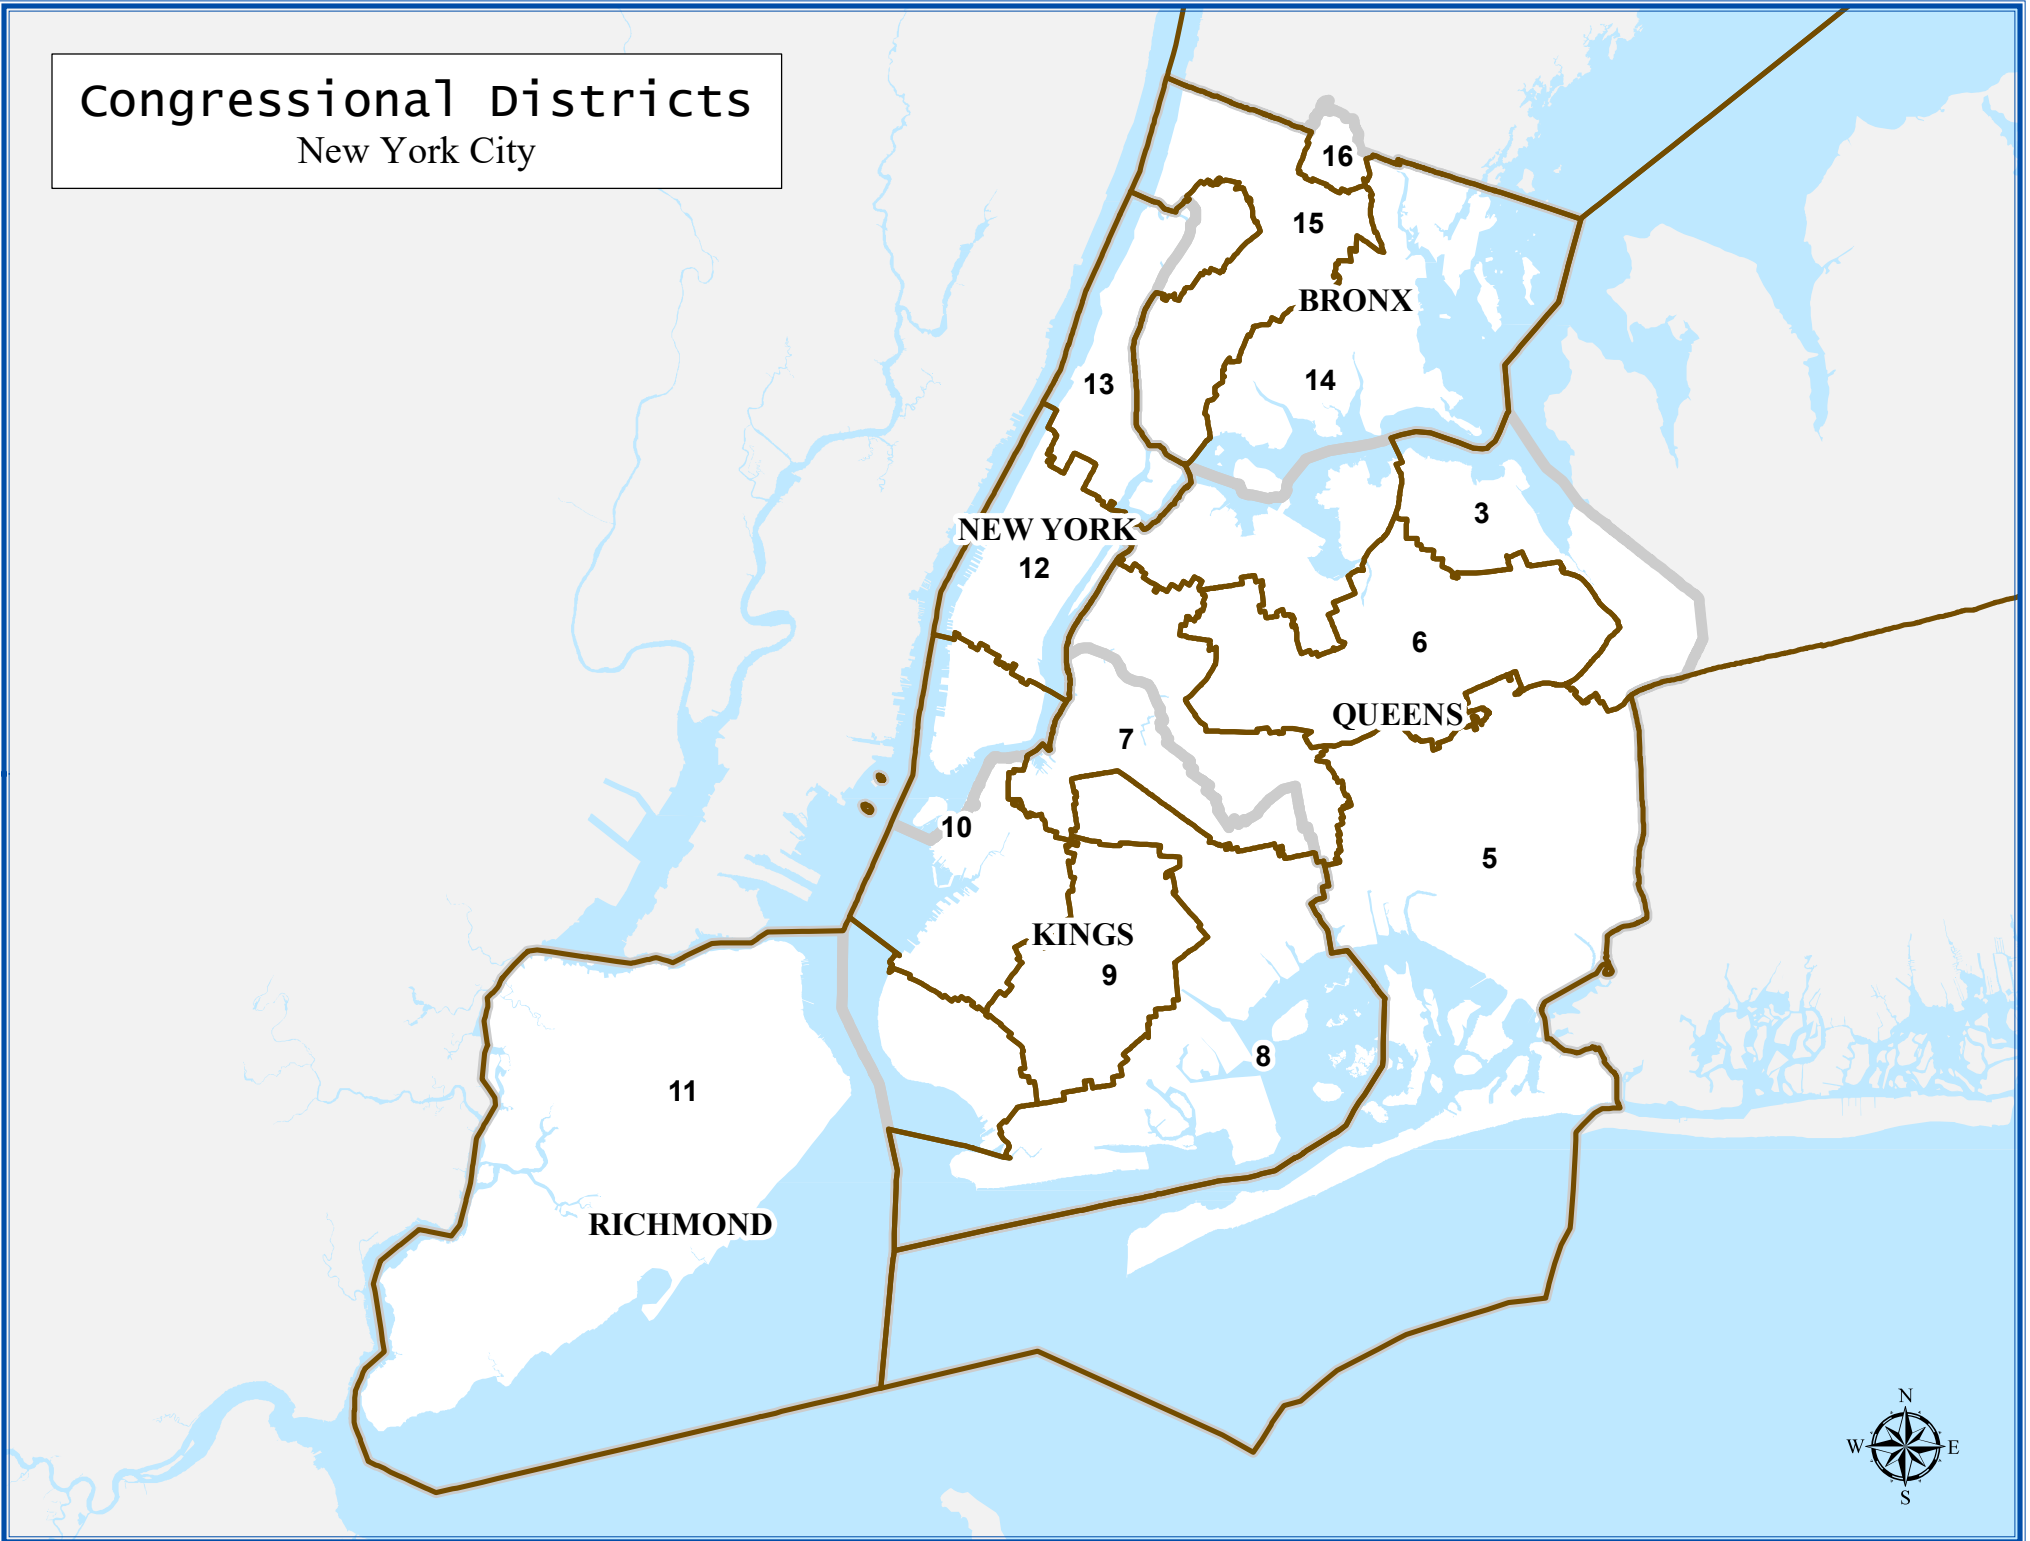 Congressional Districts
New York City
16
15
BRONX
13
14
3
NEW YORK
12
6
QUEENS
7
10
5
KINGS
9
8
11
RICHMOND
N
W E
S